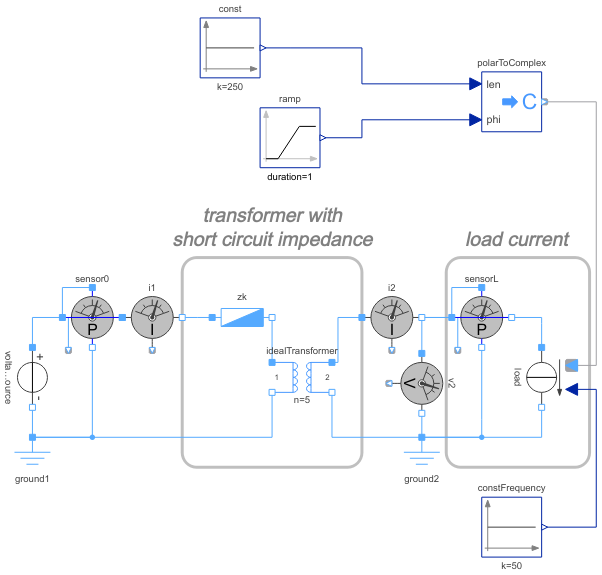 const
k=250
polarToComplex
len
phi
C
ramp
duration=1
transformer with
short circuit impedance
load current
sensor0
P
i1
I
zk
idealTransformer
1
2
n=5
i2
I
sensorL
P
volta...ource
+
-
V
v2
load
ground1
ground2
constFrequency
k=50